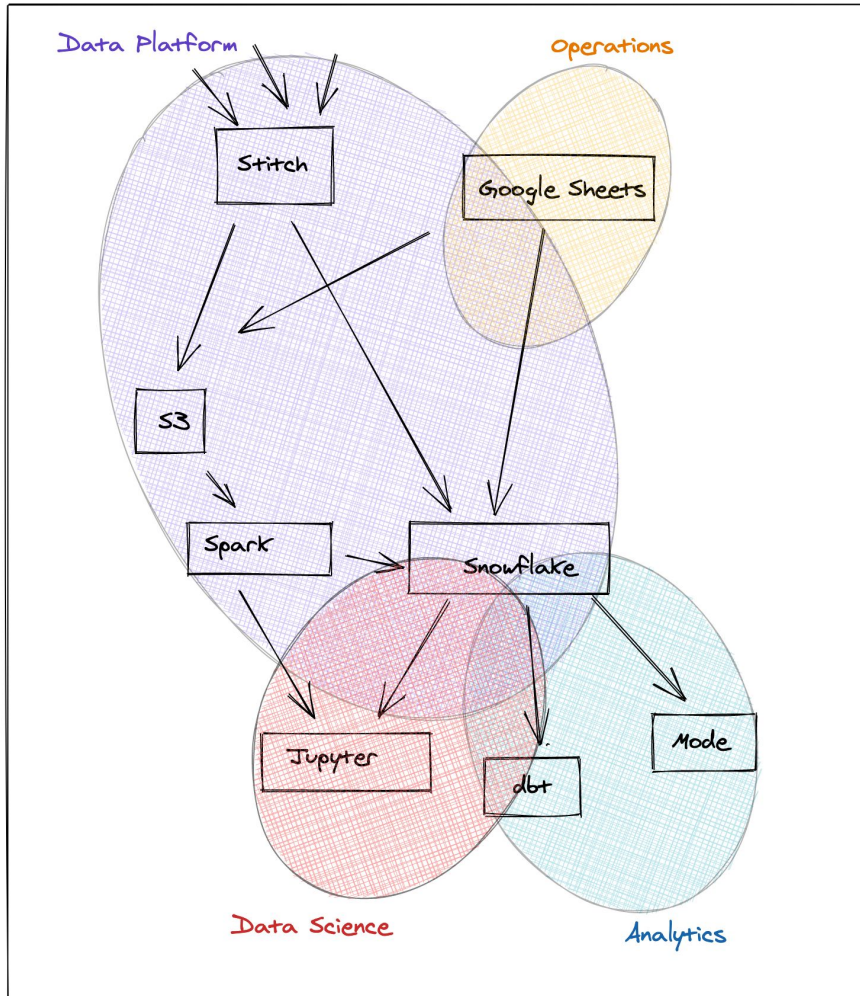 Data Platform
Operations
Stitch
Google Sheets
S3
Spark
Snowflake
Jupyter
Mode
dbt
Data Science
Analytics